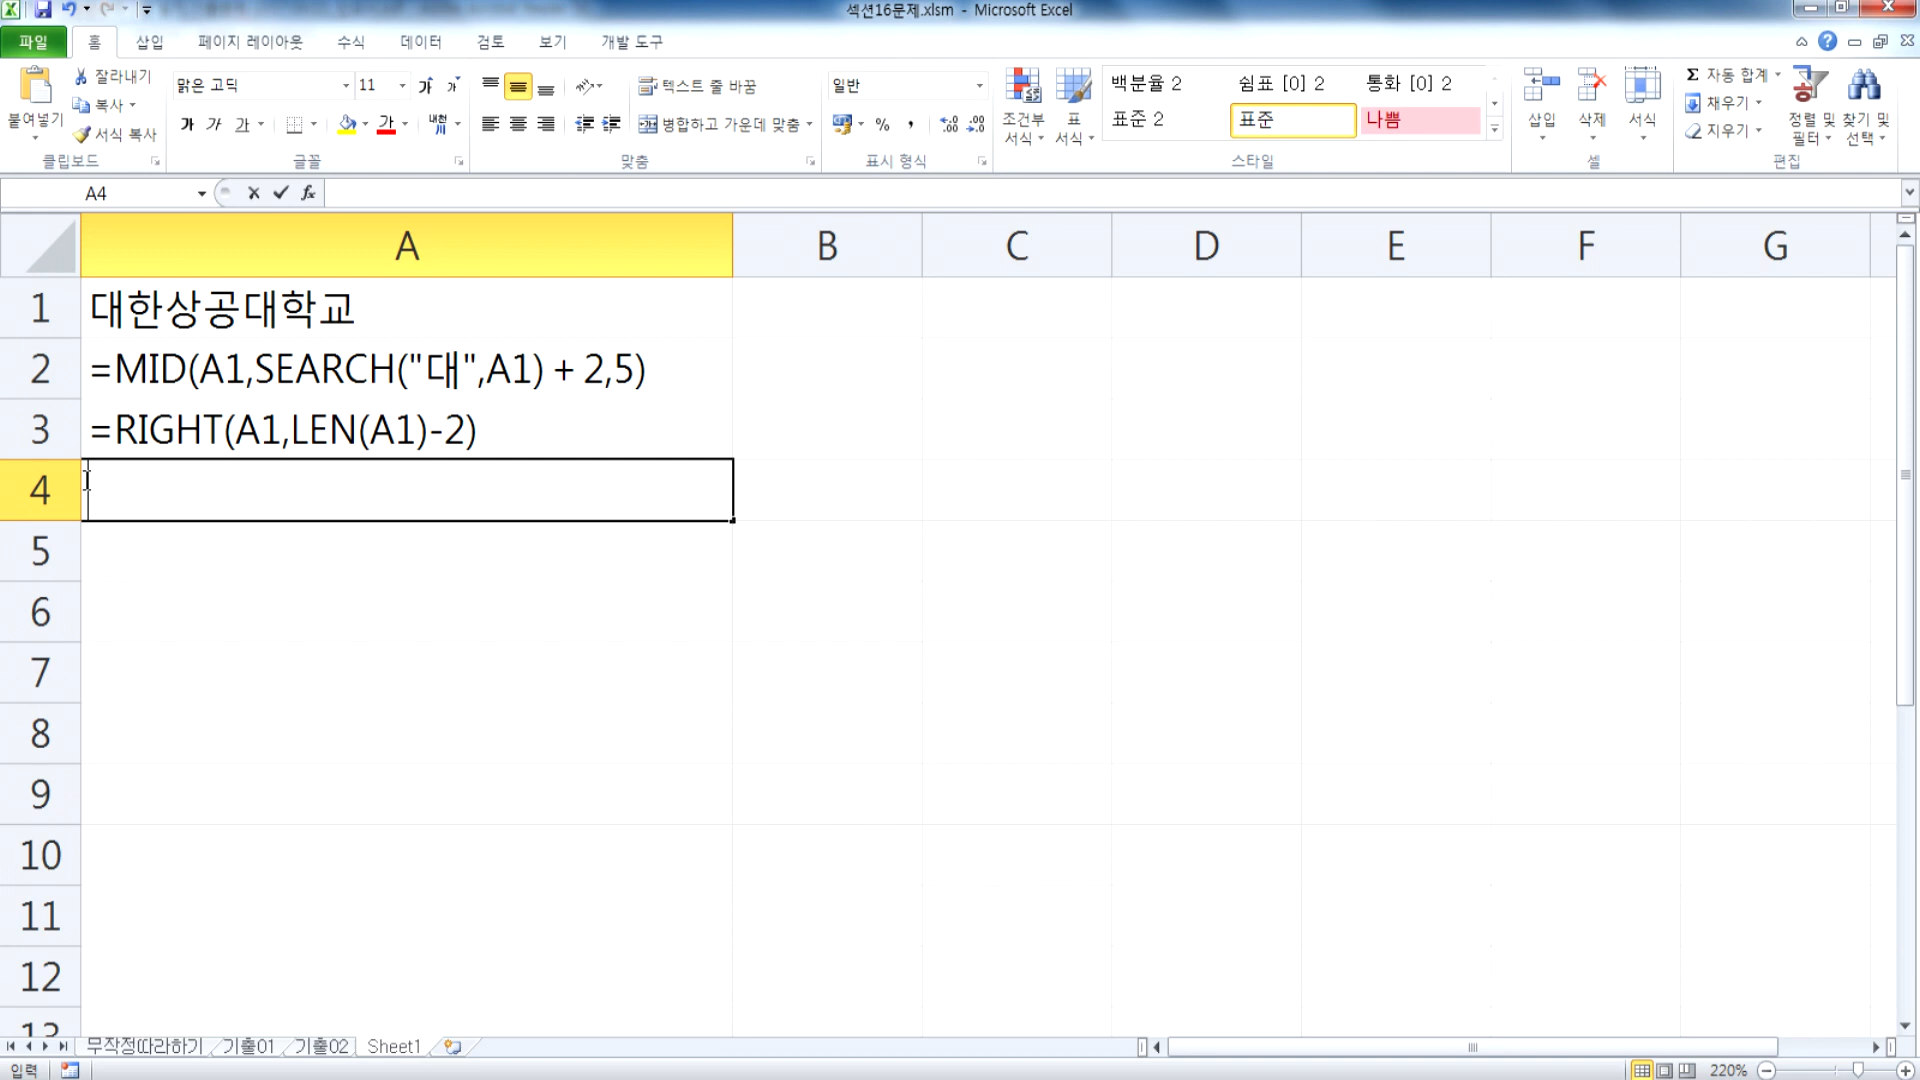 섹션16문제.xlsm - Microsoft Excel
파일 홈 삽입 페이지 레이아웃 수식 데이터 검토 보기 개발 도구
붙여넣기 잘라내기 복사 서식 복사 클립보드
맑은 고딕 11 가 가 가 가 가 가 내천 글꼴
텍스트 줄 바꿈 병합하고 가운데 맞춤 맞춤
일반 % , 표시 형식
조건부 서식 표 서식
백분율 2 쉼표 [0] 2 통화 [0] 2
표준 2 표준 나쁨
스타일
삽입 삭제 서식 셀
Σ 자동 합계 채우기 지우기 정렬 및 필터 찾기 및 선택 편집
A4 fx
A B C D E F G
1 대한상공대학교
2 =MID(A1,SEARCH("대",A1) + 2,5)
3 =RIGHT(A1,LEN(A1)-2)
4
5
6
7
8
9
10
11
12
13
무작정따라하기 기출01 기출02 Sheet1
입력 220%